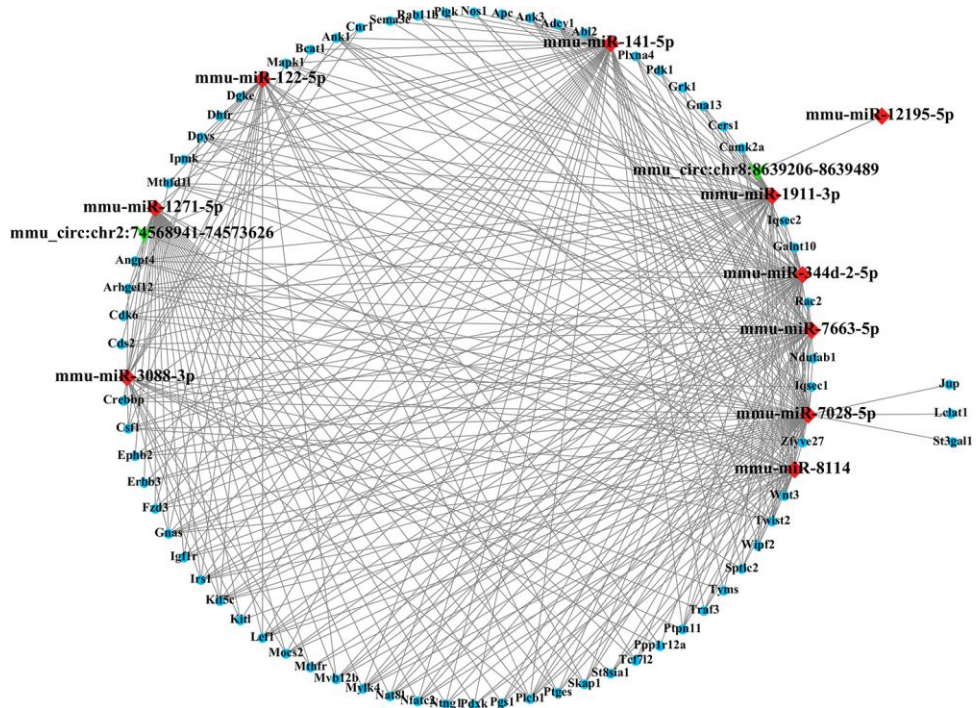 Rab11b
Pigk
Nos1
Apc
Ank3
Adcy1
Abl2
mmu-miR-141-5p
Plxna4
Pdk1
Grk1
Gna13
Cers1
Camk2a
mmu-miR-12195-5p
mmu_circ:chr8:8639206-8639489
mmu-miR-1911-3p
Iqsec2
Galnt10
mmu-miR-344d-2-5p
Rac2
mmu-miR-7663-5p
Ndufab1
Iqsec1
mmu-miR-7028-5p
Jup
Lclat1
St3gal1
Zfyve27
mmu-miR-8114
Wnt3
Twist2
Wipf2
Sptlc2
Tyms
Traf3
Ptpn11
Ppp1r12a
Tcf7l2
St8sia1
Skap1
Ptges
Plcb1
Pgs1
Pdxk
Ntng1
Nfatc2
Nat8l
Mylk4
Mvb12b
Mthfr
Mocs2
Lef1
Kitl
Kif5c
Irs1
Igf1r
Gnas
Fzd3
Erbb3
Ephb2
Csf1
Crebbp
mmu-miR-3088-3p
Cds2
Cdk6
Arhgef12
Angpt4
mmu_circ:chr2:74568941-74573626
mmu-miR-1271-5p
Mthfd1l
Ipmk
Dpys
Dhfr
mmu-miR-122-5p
Mapk1
Bcat1
Ank1
Cnr1
Sema3c